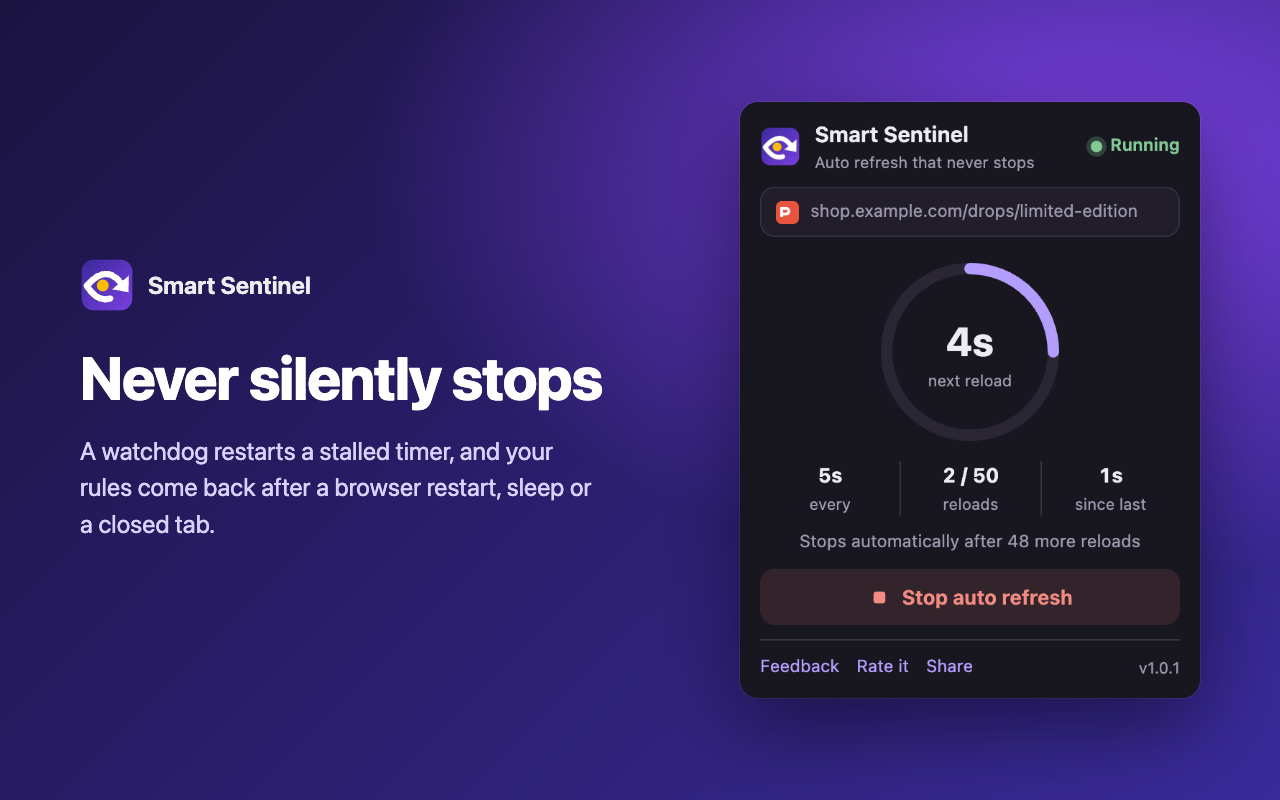 Smart Sentinel
Never silently stops
A watchdog restarts a stalled timer, and your
rules come back after a browser restart, sleep or
a closed tab.
Smart Sentinel
Auto refresh that never stops
Running
P shop.example.com/drops/limited-edition
4s
next reload
5s
every
2 / 50
reloads
1s
since last
Stops automatically after 48 more reloads
Stop auto refresh
Feedback Rate it Share v1.0.1